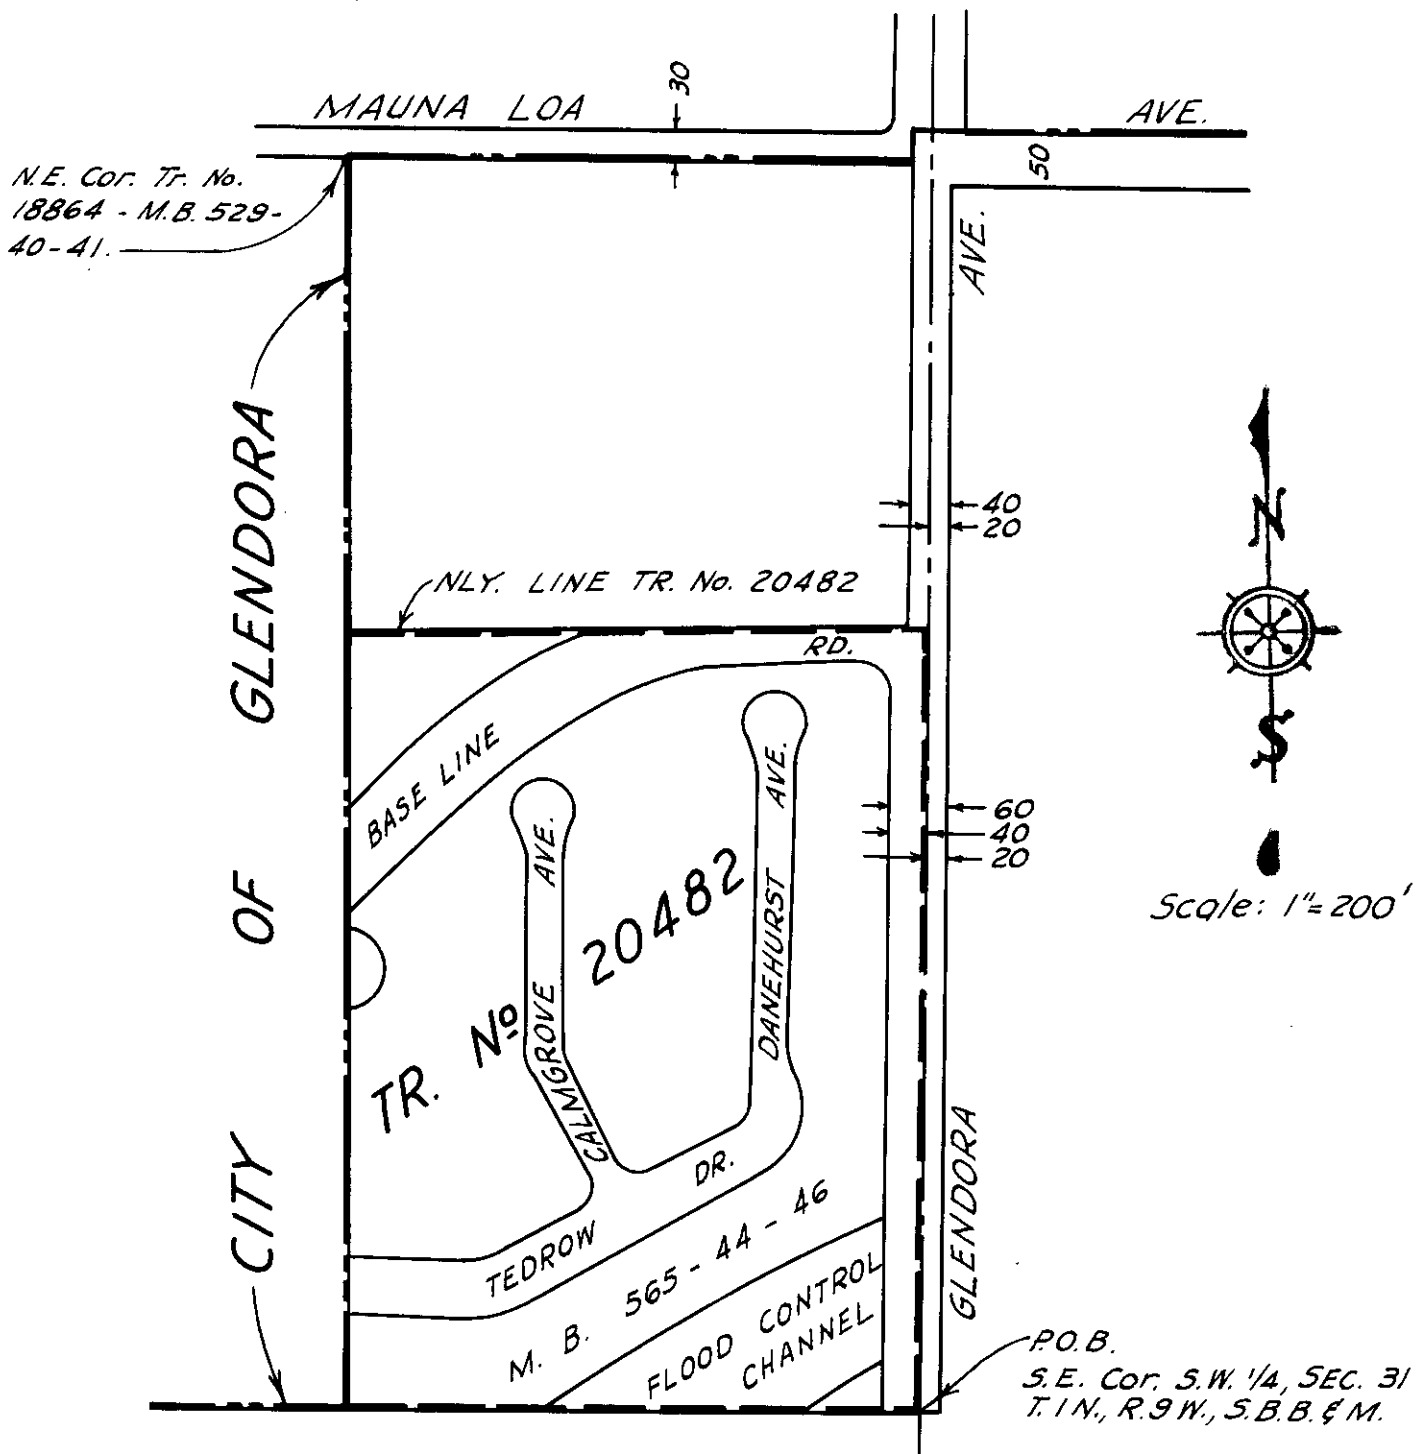 30
MAUNA LOA
AVE.
N.E. Cor. Tr. No.
18864 - M.B. 529-
40-41.
50
AVE.
CITY OF GLENDORA
40
20
N
NLY. LINE TR. No. 20482
RD.
BASE LINE
S
60
40
20
Scale: 1"=200'
CALMGROVE AVE.
DANEHURST AVE.
TR. No 20482
DR.
TEDROW
GLENDORA
M. B. 565 - 44 - 46
FLOOD CONTROL
CHANNEL
P.O.B.
S.E. Cor. S.W. 1/4, SEC. 31
T. 1 N., R. 9 W., S.B.B. & M.